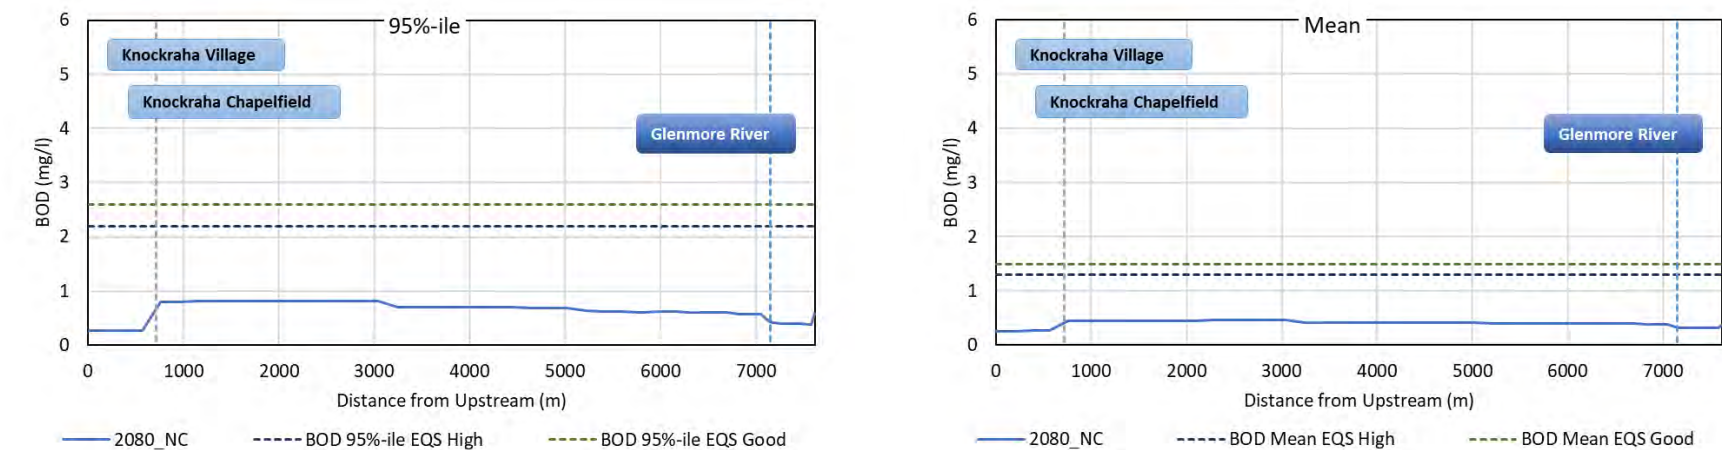 95%-ile
6
5
4
3
2
1
0
BOD (mg/l)
Knockraha Village
Knockraha Chapelfield
Glenmore River
0 1000 2000 3000 4000 5000 6000 7000
Distance from Upstream (m)
2080_NC BOD 95%-ile EQS High BOD 95%-ile EQS Good
Mean
6
5
4
3
2
1
0
BOD (mg/l)
Knockraha Village
Knockraha Chapelfield
Glenmore River
0 1000 2000 3000 4000 5000 6000 7000
Distance from Upstream (m)
2080_NC BOD Mean EQS High BOD Mean EQS Good